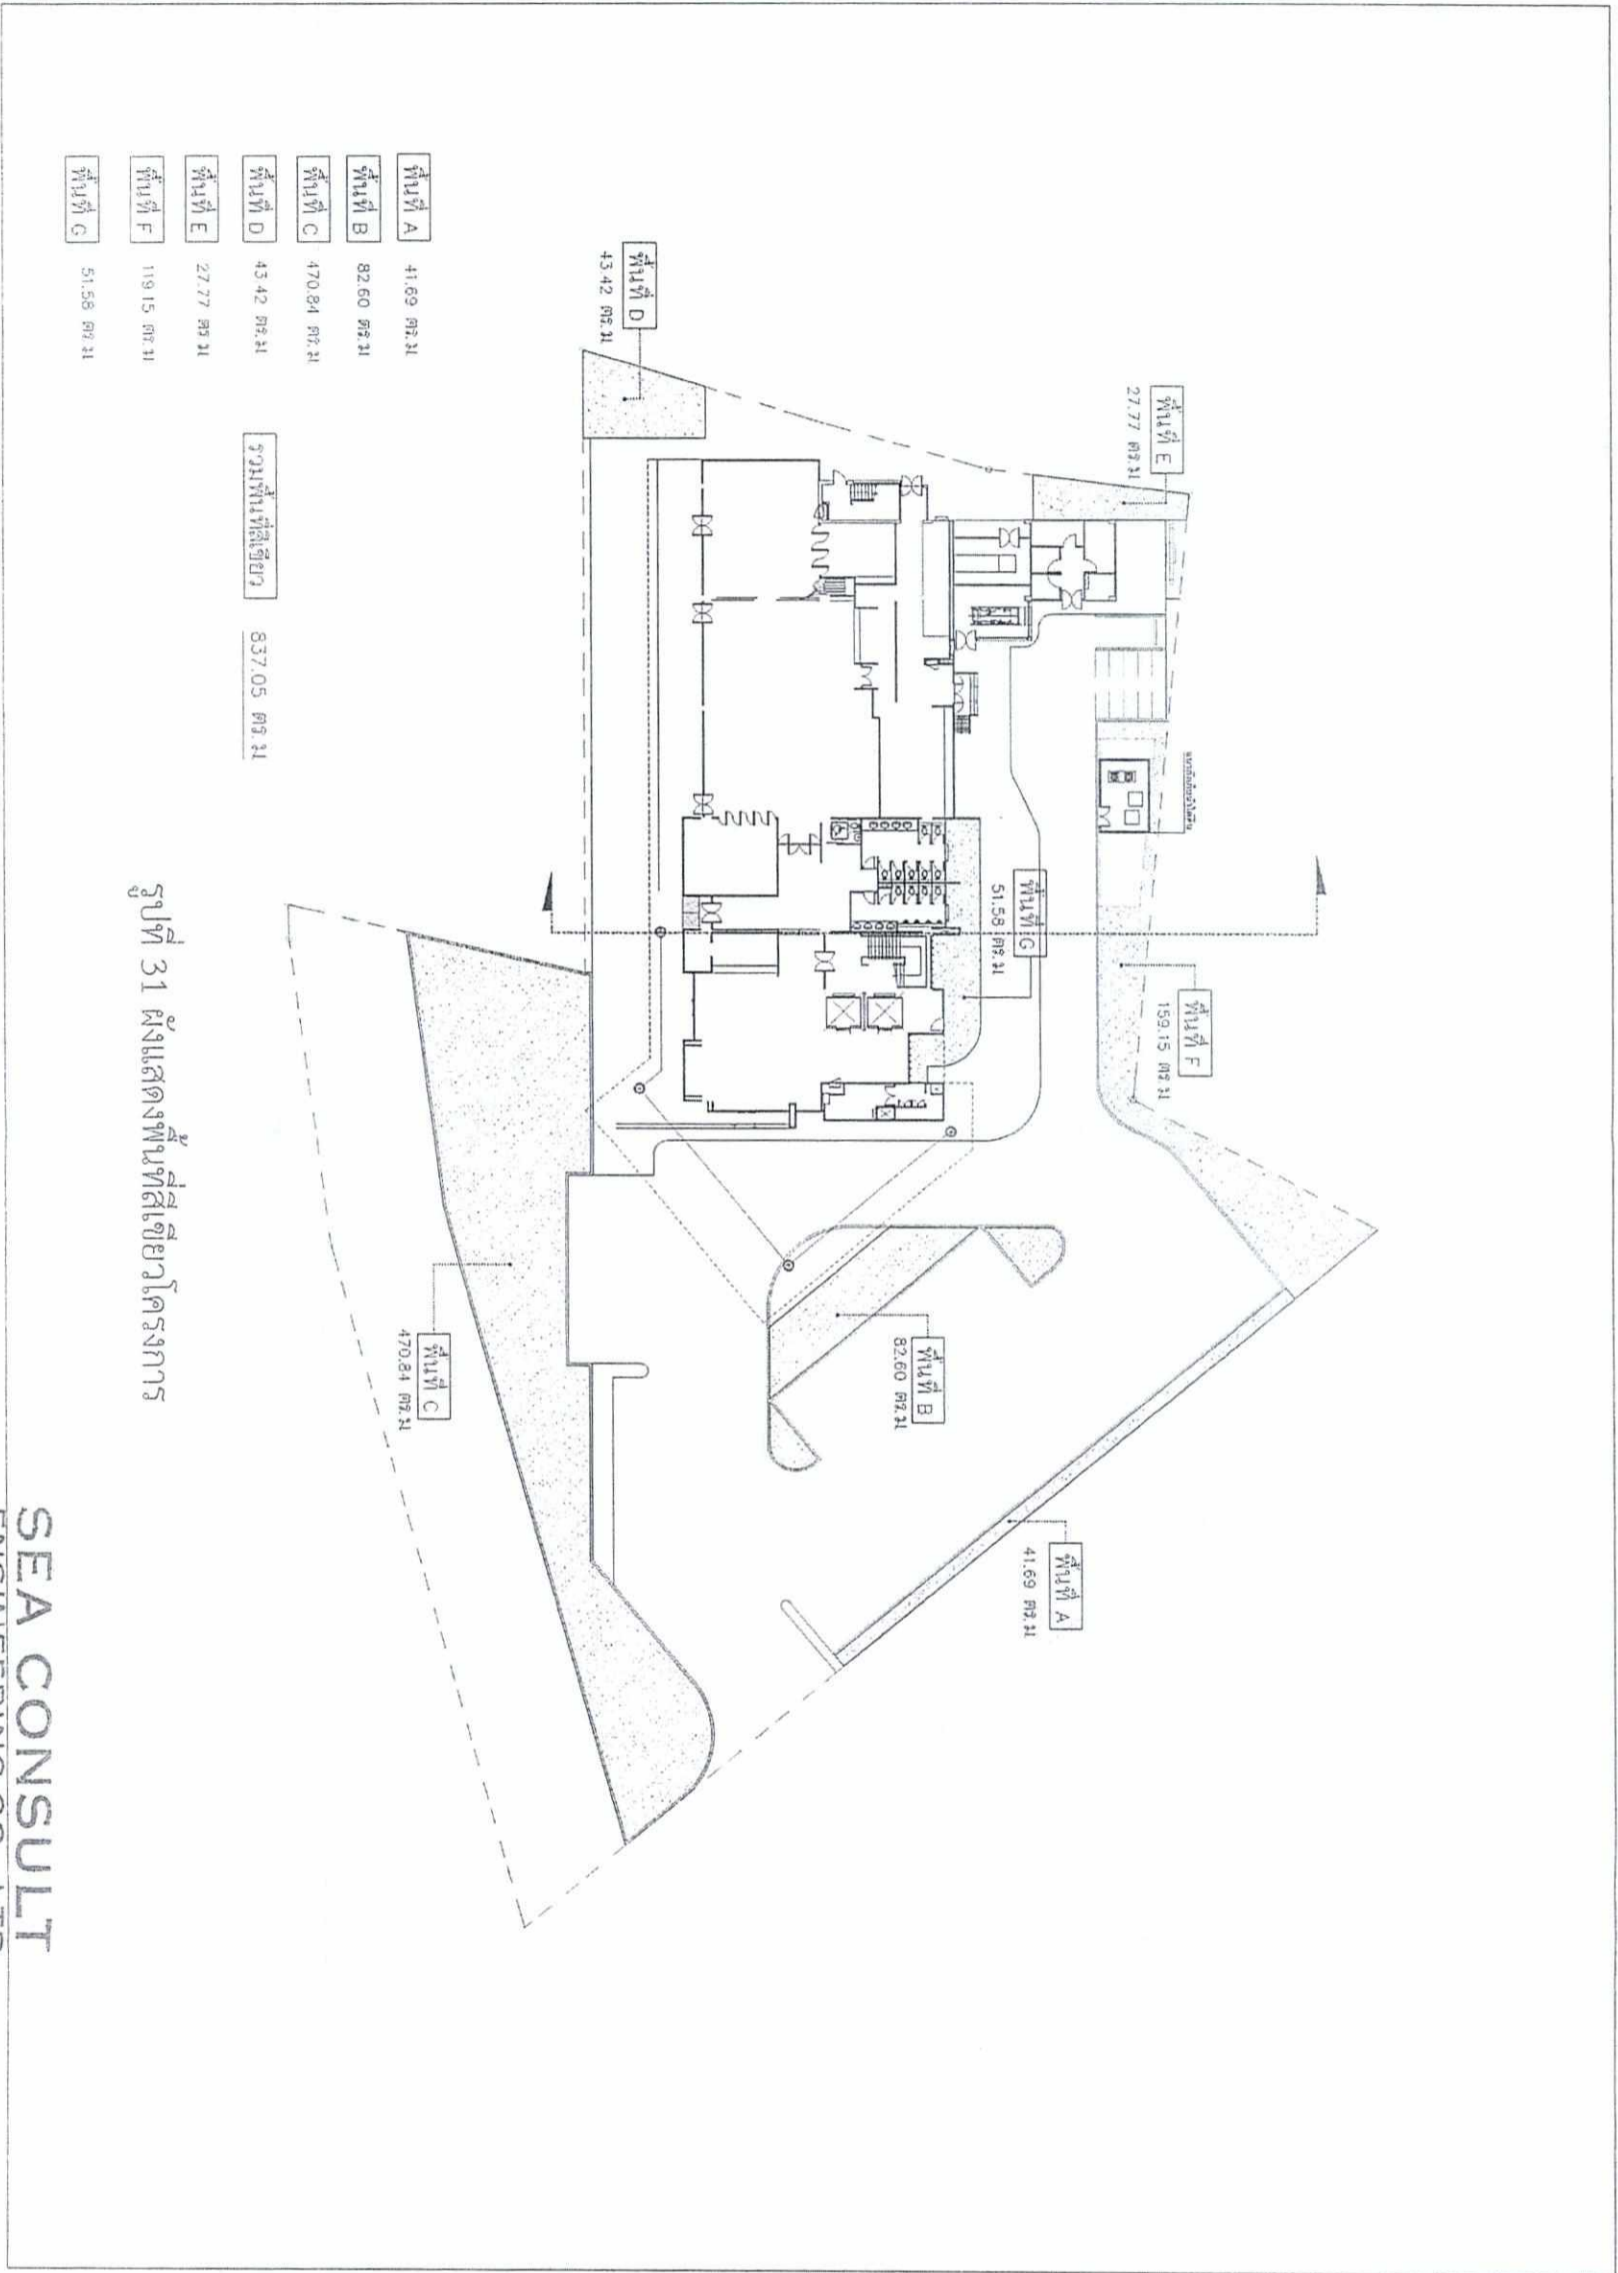 พื้นที่ E
27.77 ตร.ม
พื้นที่ F
159.15 ตร.ม
พื้นที่ D
43.42 ตร.ม
พื้นที่ G
51.58 ตร.ม
พื้นที่ B
82.60 ตร.ม
พื้นที่ A
41.69 ตร.ม
พื้นที่ C
470.84 ตร.ม
พื้นที่ A 41.69 ตร.ม
พื้นที่ B 82.60 ตร.ม
พื้นที่ C 470.84 ตร.ม
พื้นที่ D 43.42 ตร.ม
พื้นที่ E 27.77 ตร.ม
พื้นที่ F 119.15 ตร.ม
พื้นที่ G 51.58 ตร.ม
รวมพื้นที่สีเขียว 837.05 ตร.ม
รูปที่ 31 ผังแสดงพื้นที่สีเขียวโครงการ
SEA CONSULT